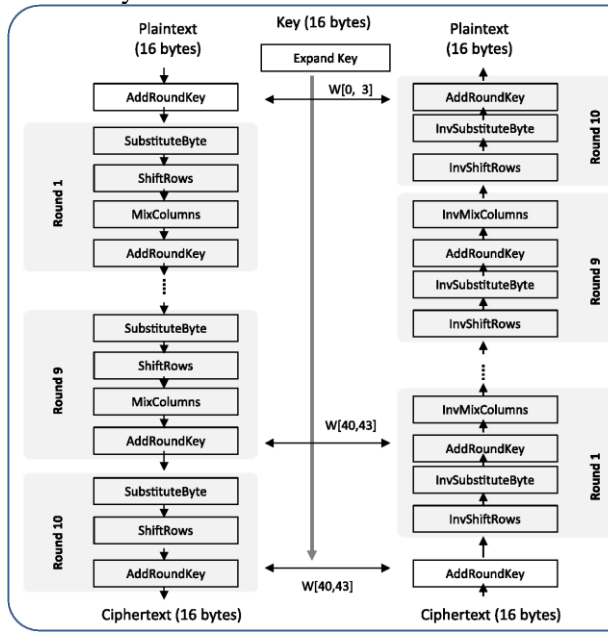 Plaintext
(16 bytes)
AddRoundKey
Round 1
SubstituteByte
ShiftRows
MixColumns
AddRoundKey
Round 9
SubstituteByte
ShiftRows
MixColumns
AddRoundKey
Round 10
SubstituteByte
ShiftRows
AddRoundKey
Ciphertext (16 bytes)
Key (16 bytes)
Expand Key
W[0, 3]
W[40,43]
W[40,43]
Plaintext
(16 bytes)
AddRoundKey
InvSubstituteByte
InvShiftRows
Round 10
InvMixColumns
AddRoundKey
InvSubstituteByte
InvShiftRows
Round 9
InvMixColumns
AddRoundKey
InvSubstituteByte
InvShiftRows
Round 1
AddRoundKey
Ciphertext (16 bytes)